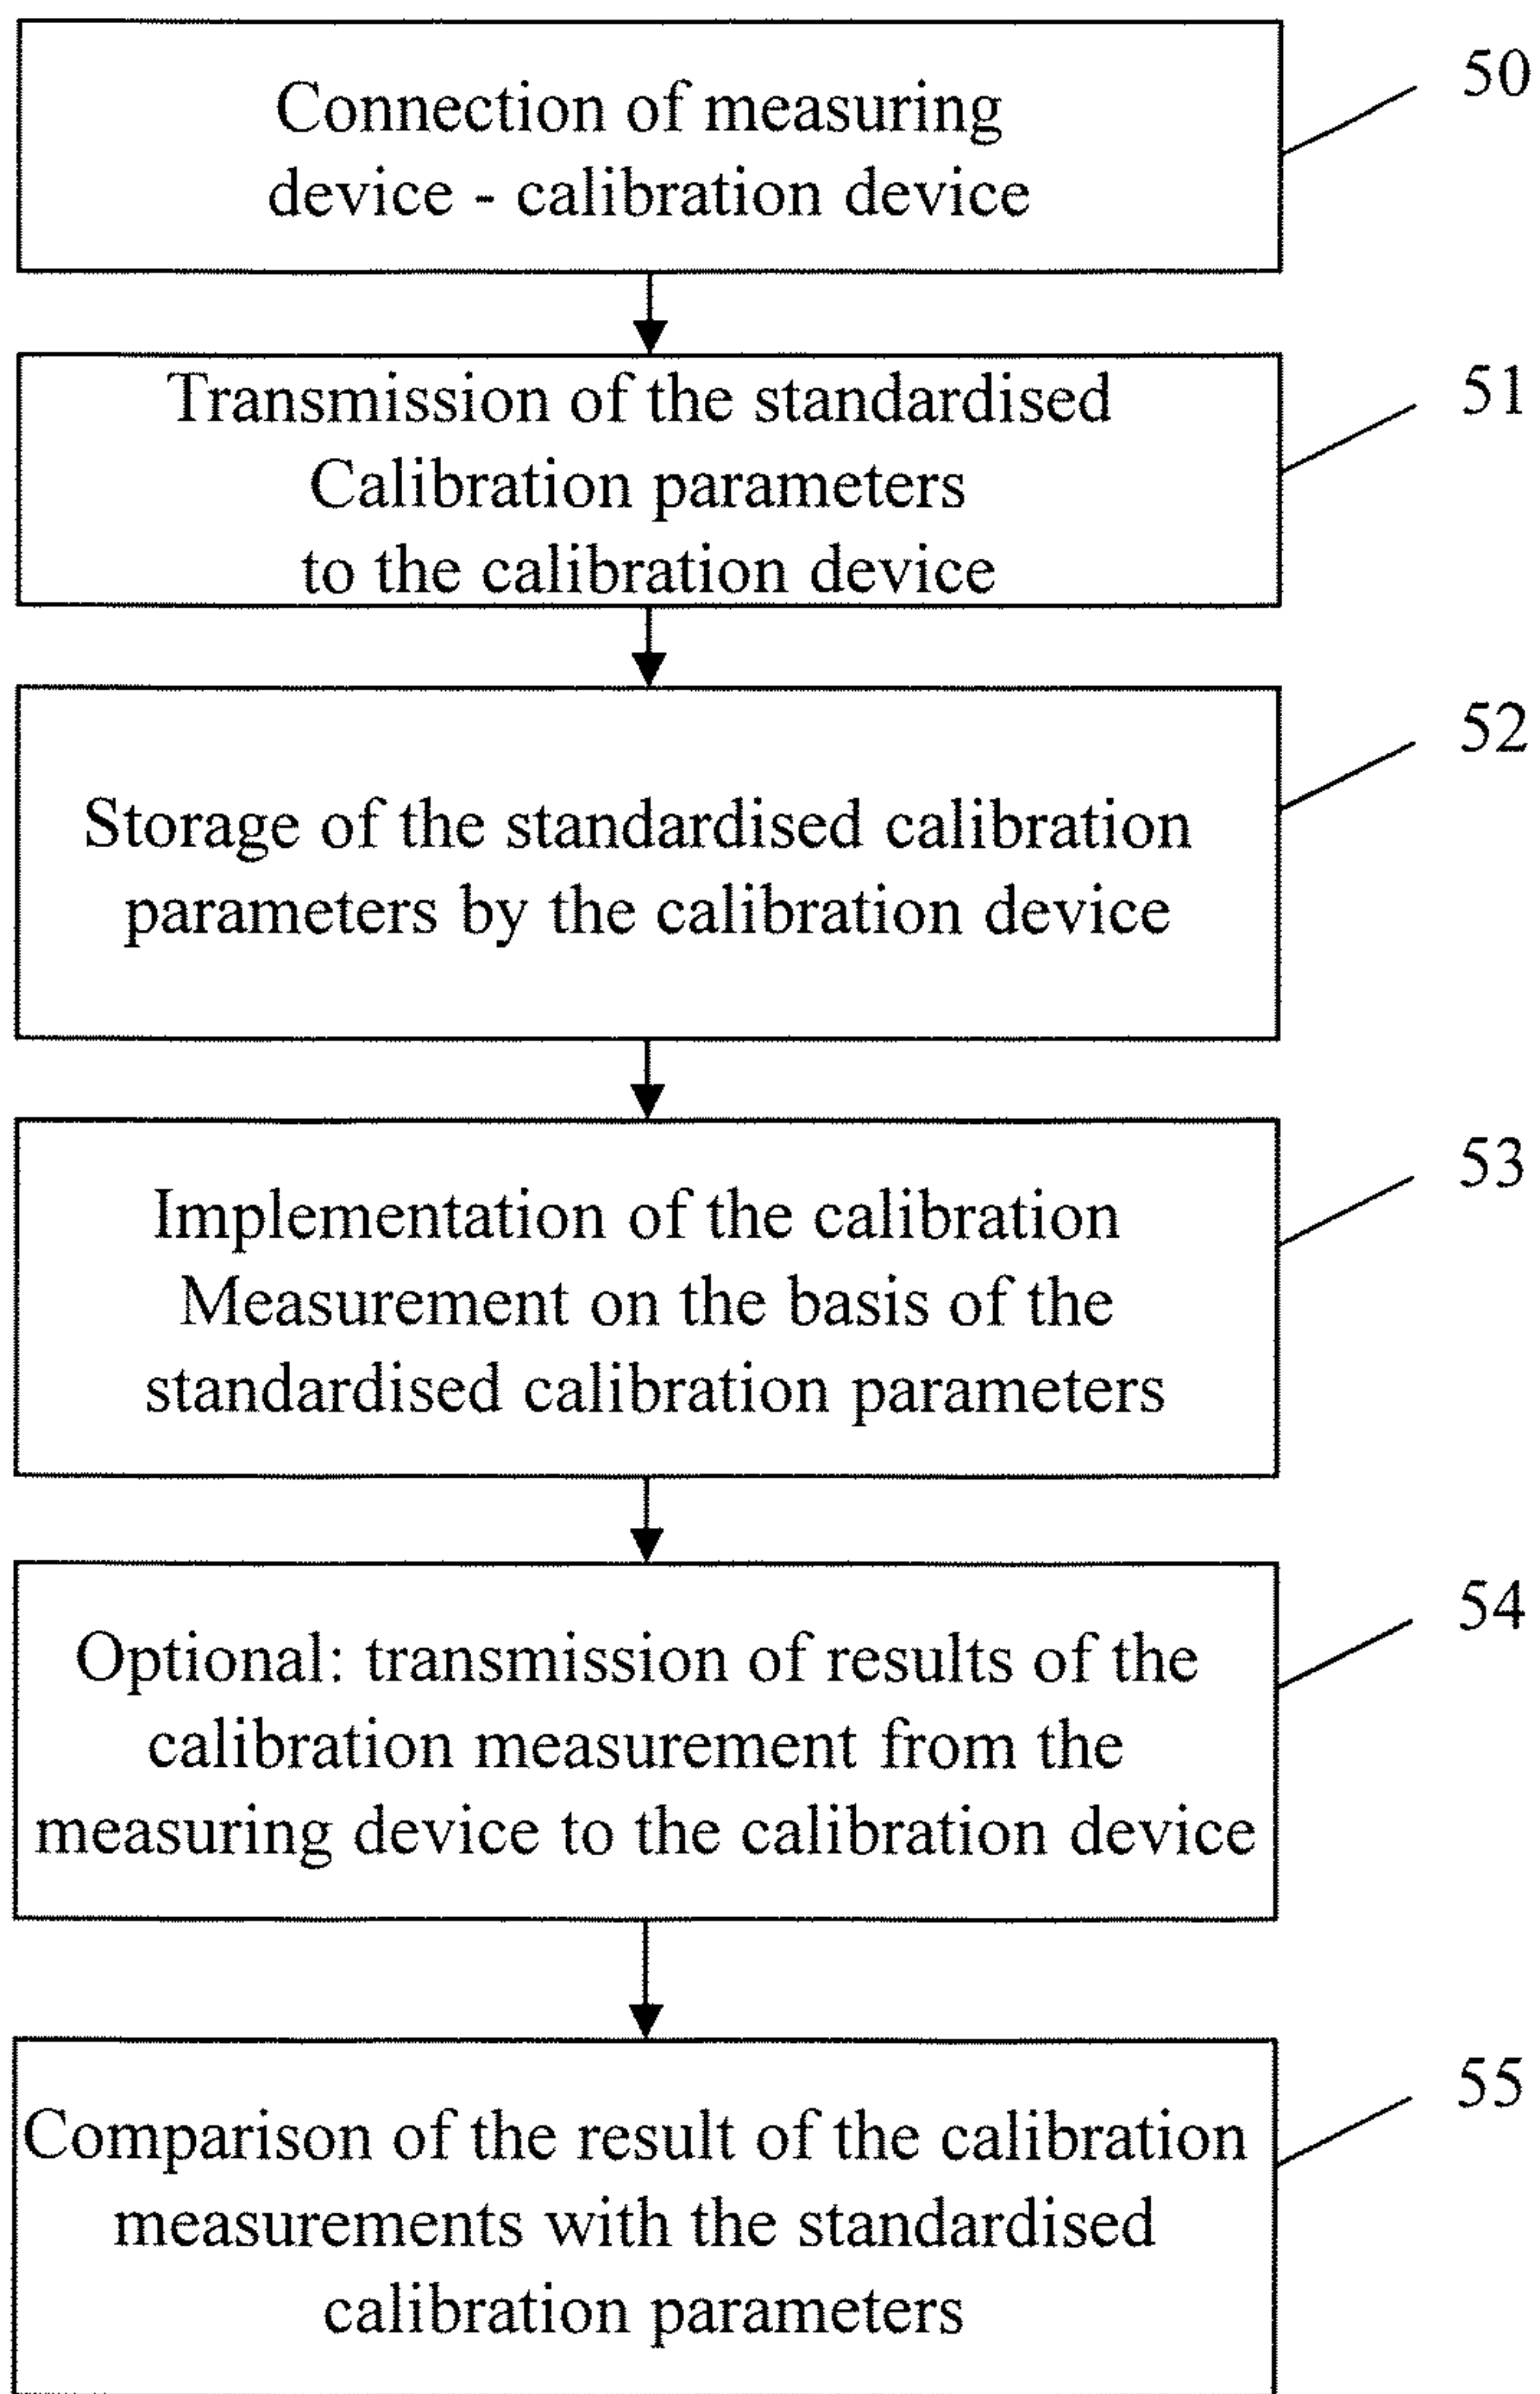 Connection of measuring
device - calibration device
50
Transmission of the standardised
Calibration parameters
to the calibration device
51
Storage of the standardised calibration
parameters by the calibration device
52
Implementation of the calibration
Measurement on the basis of the
standardised calibration parameters
53
Optional: transmission of results of the
calibration measurement from the
measuring device to the calibration device
54
Comparison of the result of the calibration
measurements with the standardised
calibration parameters
55